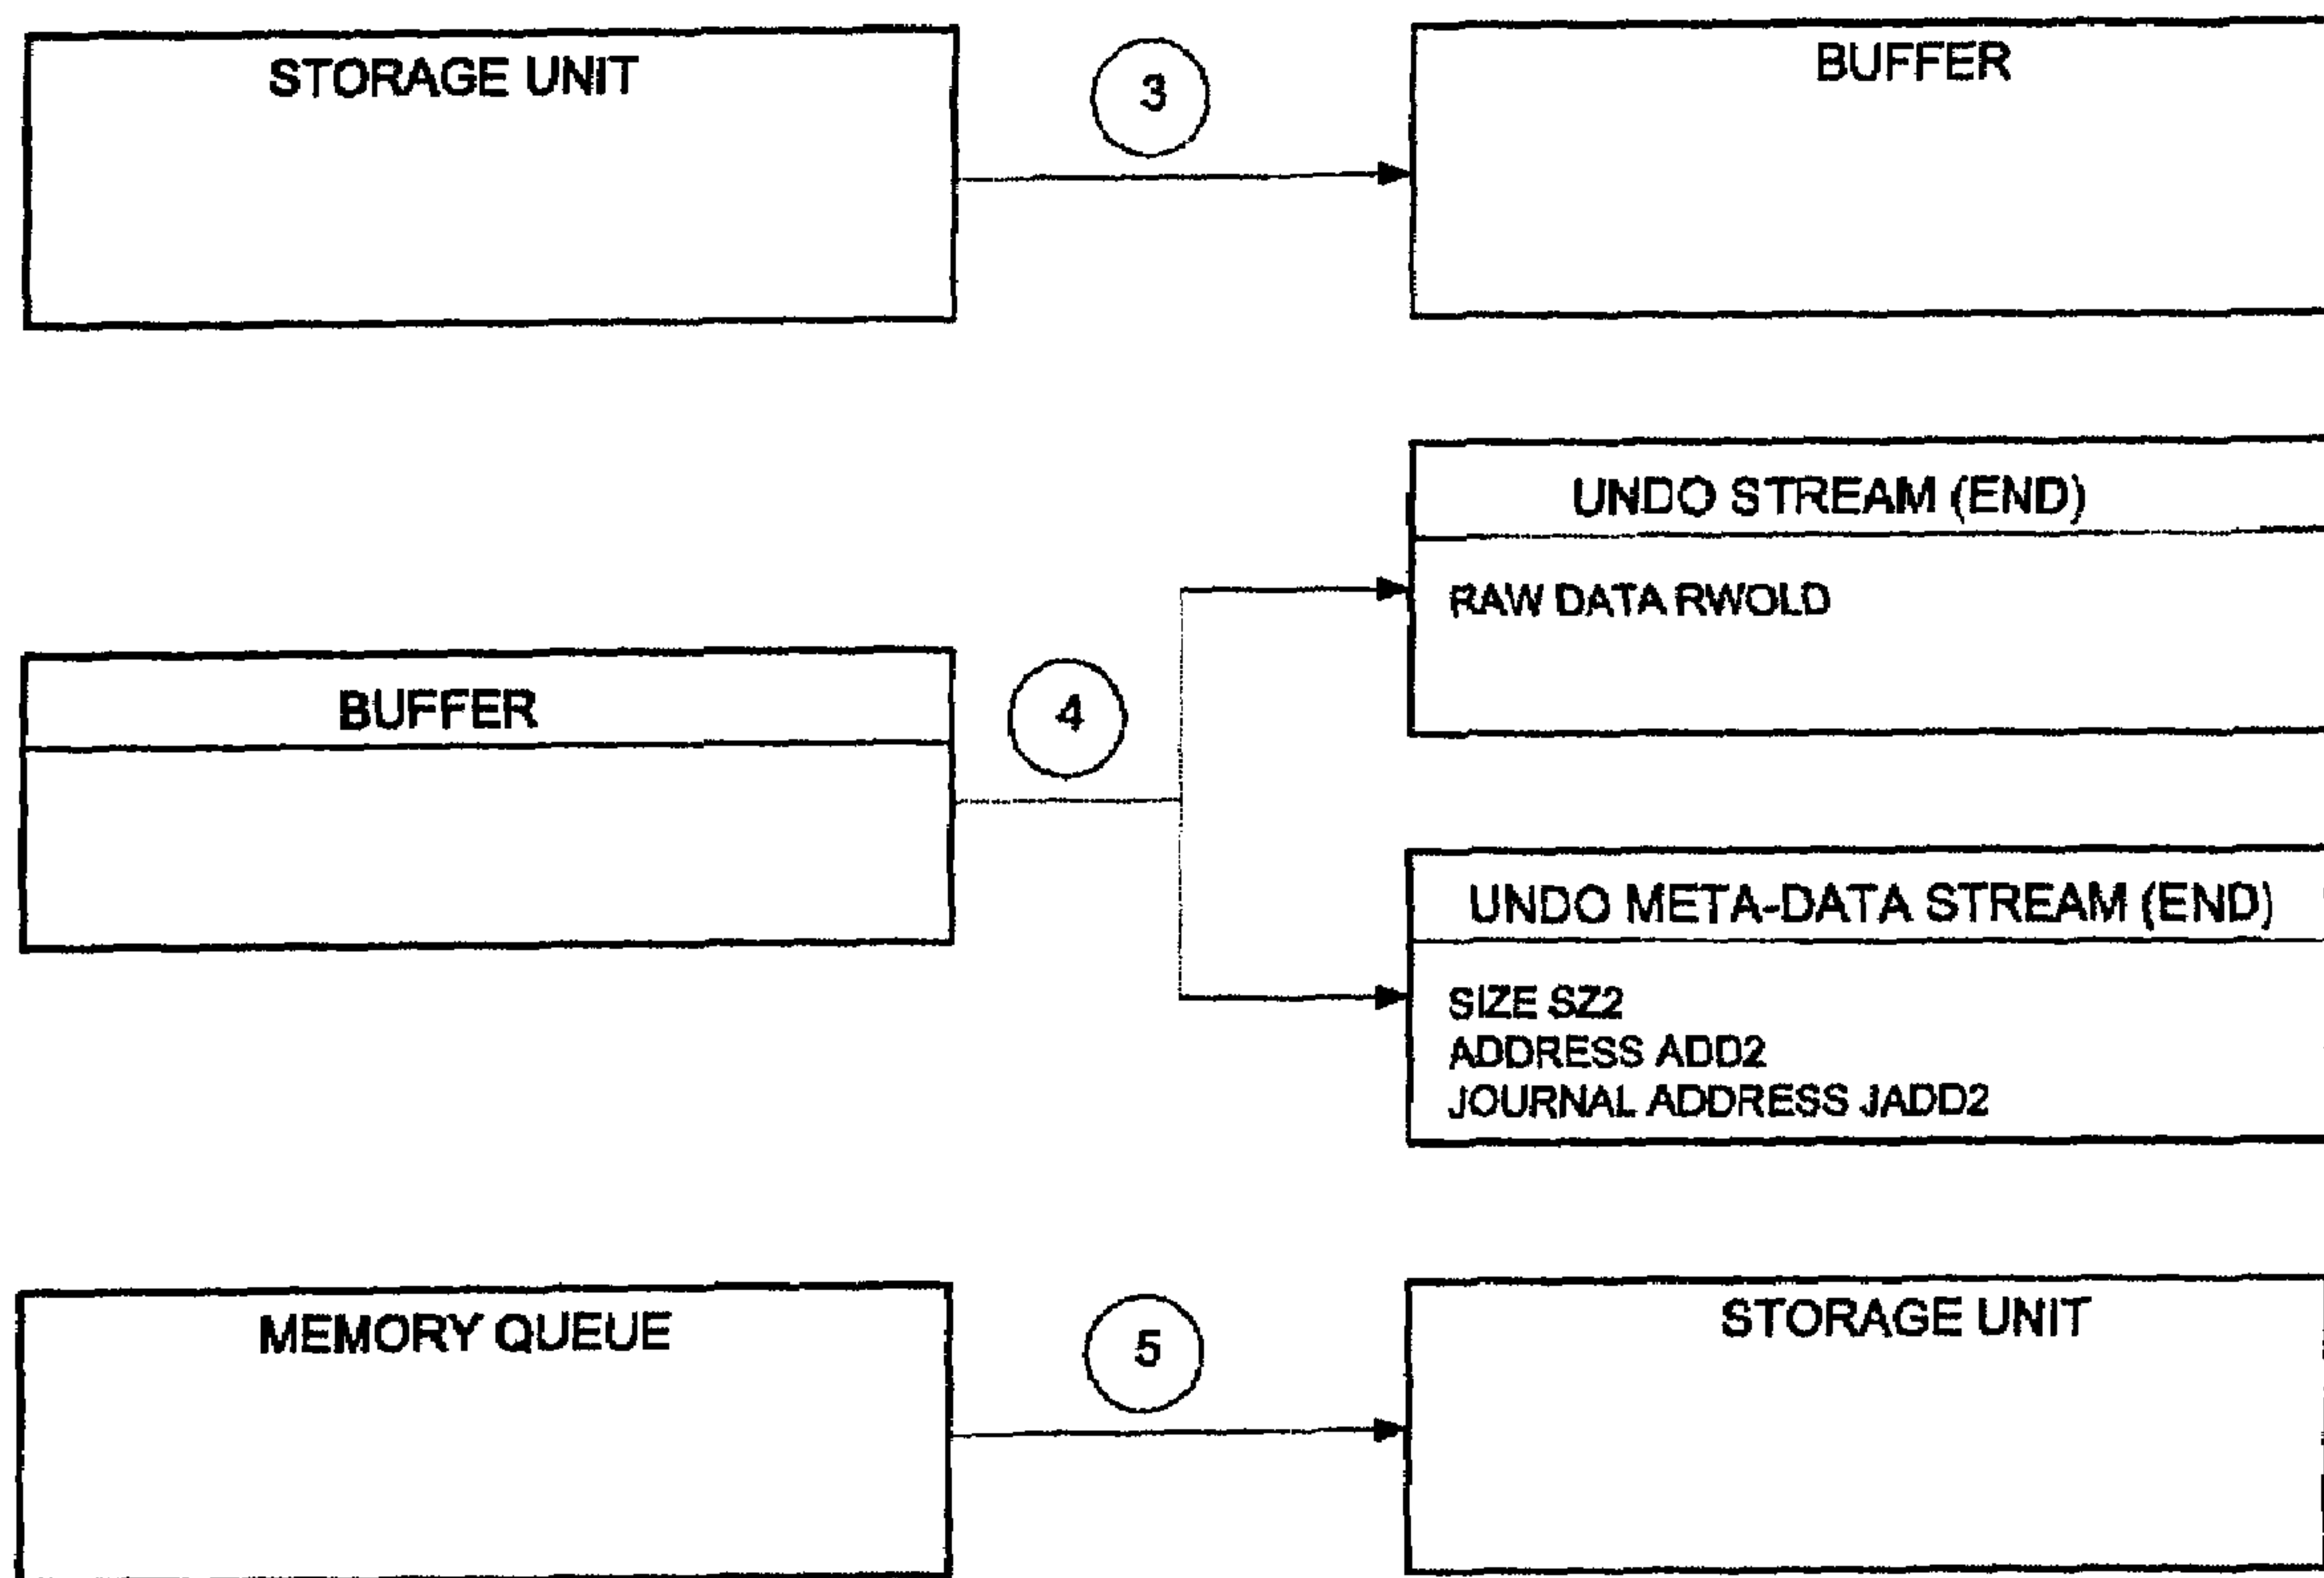 STORAGE UNIT
3
BUFFER
UNDO STREAM (END)
RAW DATA RWOLD
BUFFER
4
UNDO META-DATA STREAM (END)
SIZE SZ2
ADDRESS ADD2
JOURNAL ADDRESS JADD2
MEMORY QUEUE
5
STORAGE UNIT